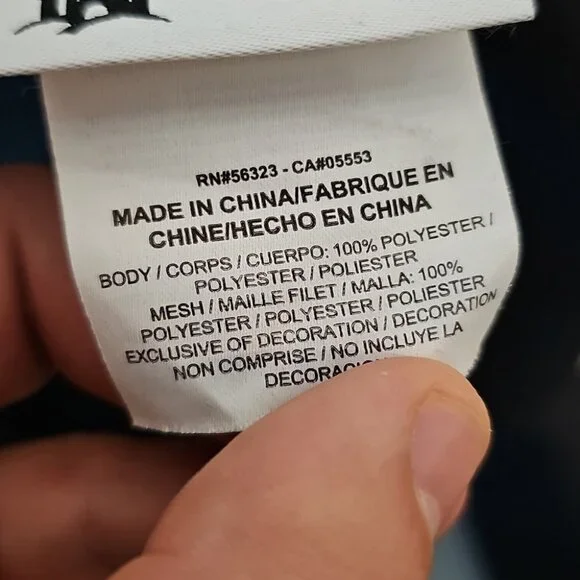 RN#56323 - CA#05553
MADE IN CHINA/FABRIQUE EN
CHINE/HECHO EN CHINA
BODY / CORPS / CUERPO: 100% POLYESTER /
POLYESTER / POLIESTER
MESH / MAILLE FILET / MALLA: 100%
POLYESTER / POLYESTER / POLIESTER
EXCLUSIVE OF DECORATION / DECORATION
NON COMPRISE / NO INCLUYE LA